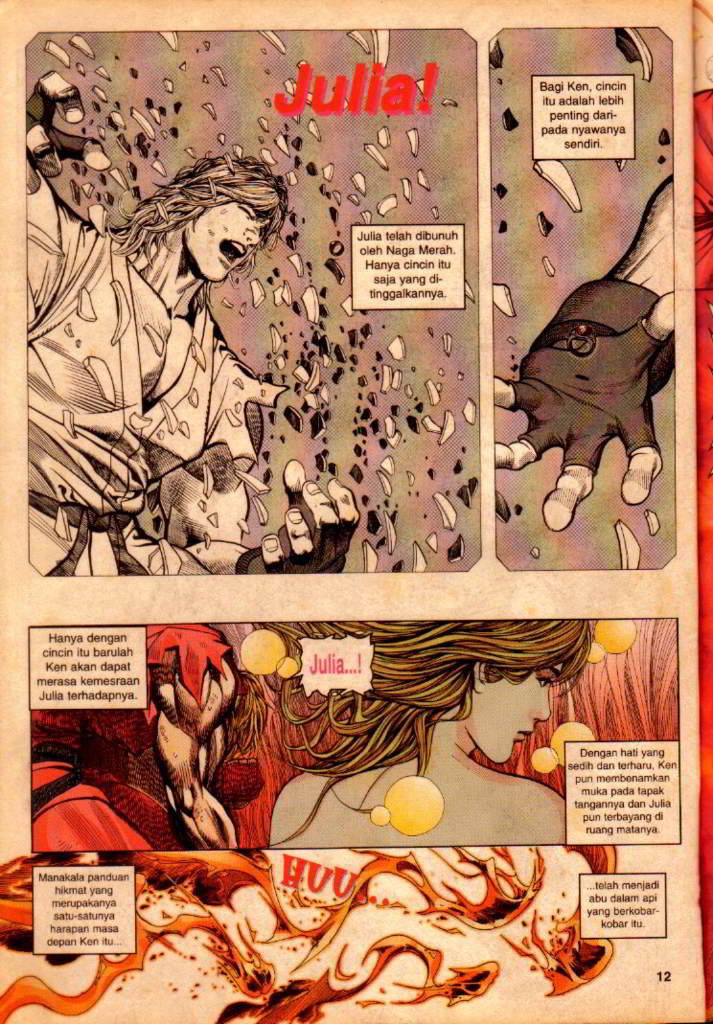 Julia!
Julia telah dibunuh
oleh Naga Merah.
Hanya cincin itu
saja yang di-
tinggalkannya.
Bagi Ken, cincin
itu adalah lebih
penting dari-
pada nyawanya
sendiri.
Hanya dengan
cincin itu barulah
Ken akan dapat
merasa kemesraan
Julia terhadapnya.
Julia...!
Dengan hati yang
sedih dan terharu, Ken
pun membenamkan
muka pada tapak
tangannya dan Julia
pun terbayang di
ruang matanya.
Manakala panduan
hikmat yang
merupakanya
satu-satunya
harapan masa
depan Ken itu...
HUU...
...telah menjadi
abu dalam api
yang berkobar-
kobar itu.
12